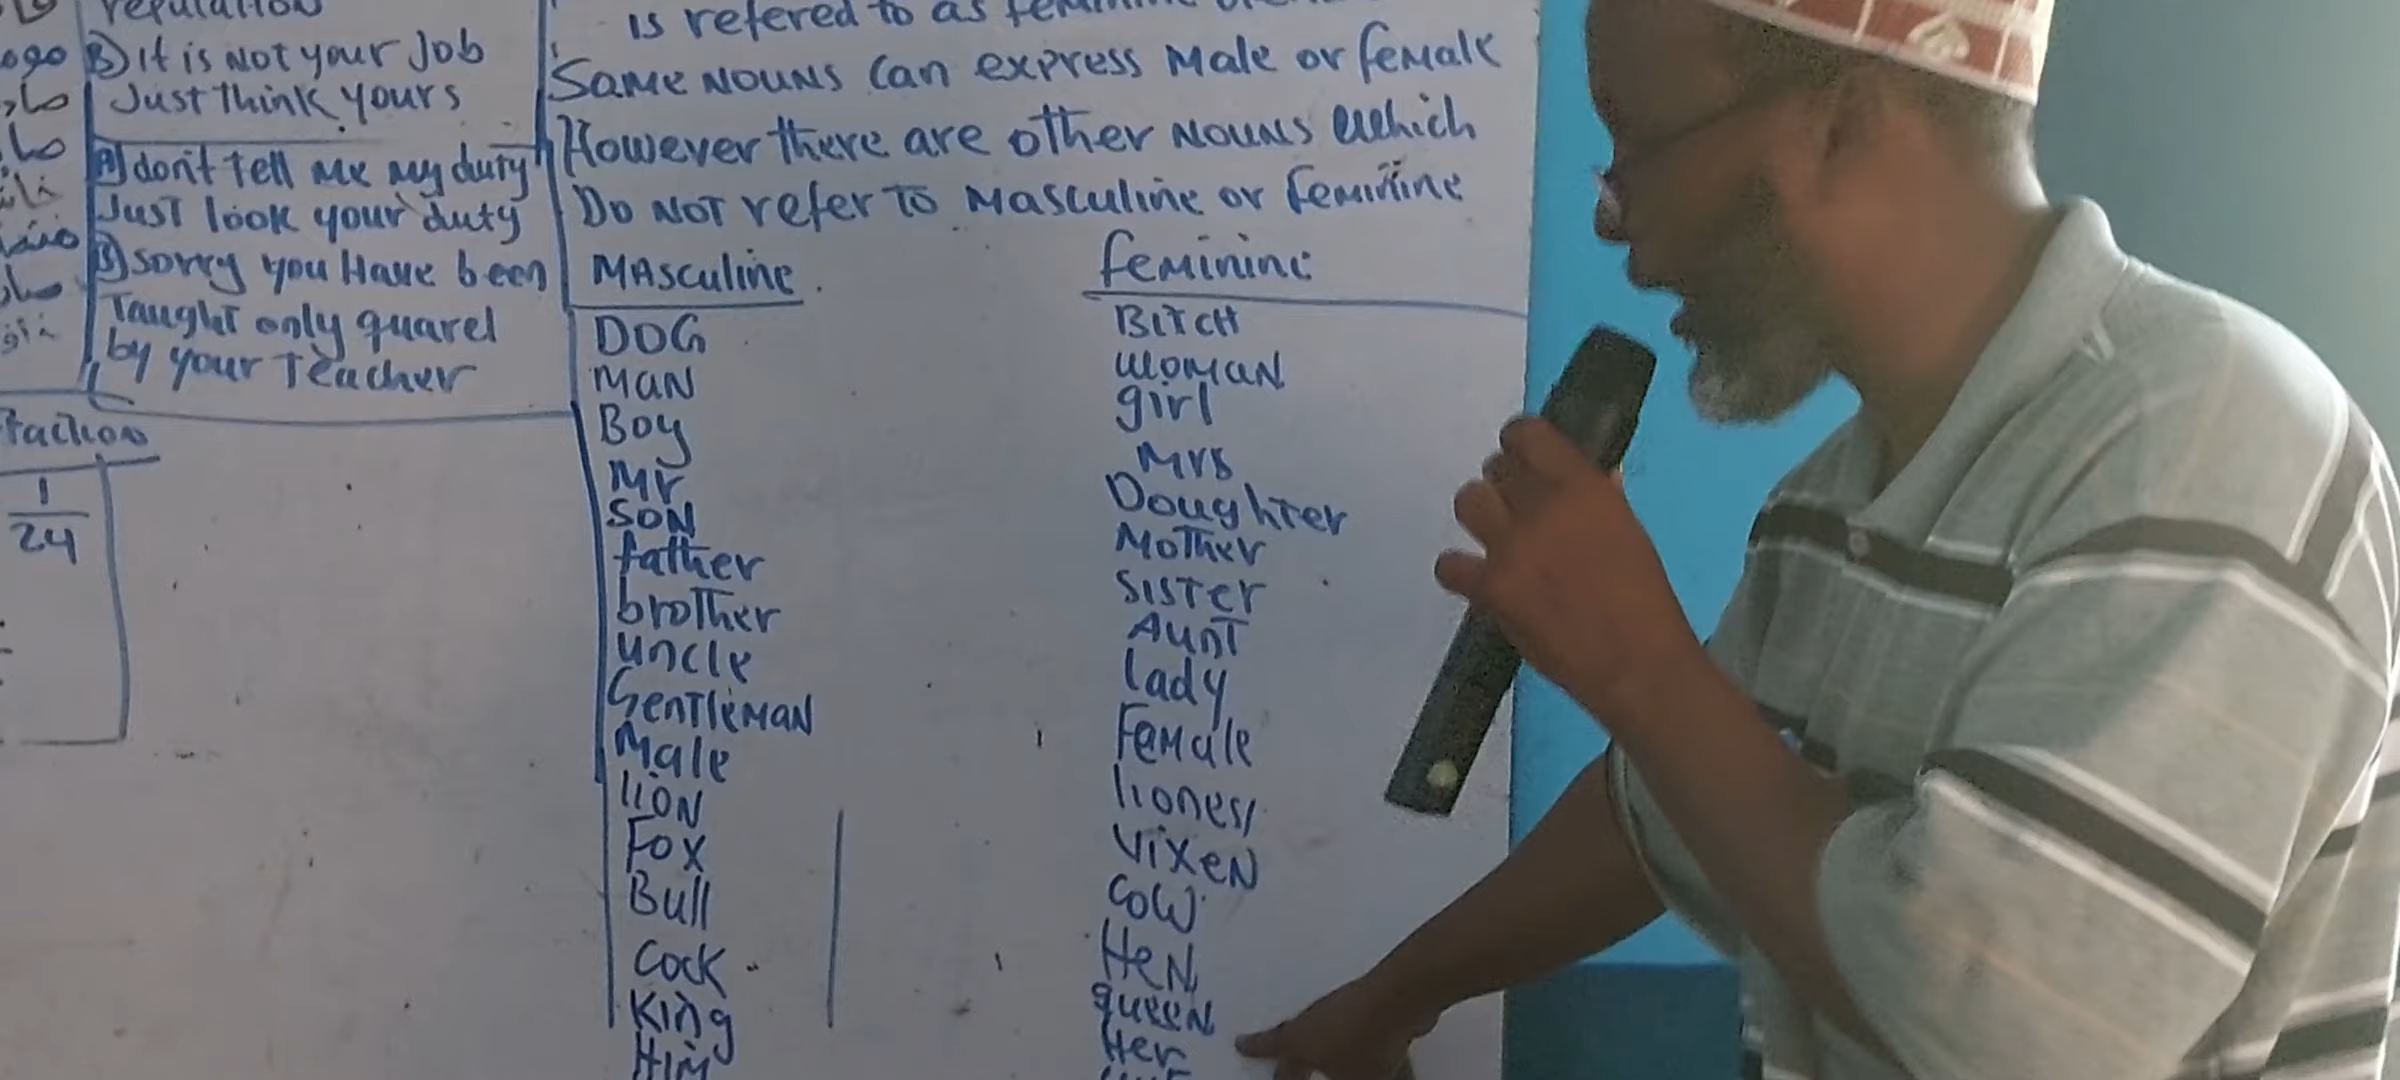 reputation
B) it is NOT your Job
Just think yours
A) don't tell me my duty
Just look your duty
B) sorry you Have been
Taught only quarel
by your Teacher
1
24
is refered to as
Same NOUNS can express Male or female
However there are other NOUNS which
Do NOT refer To Masculine or Feminine
MAsculine feminine
DOG BITCH
MAN WOMAN
Boy girl
Mr Mrs
SON Doughter
father Mother
brother SISTer
uncle AunT
GenTleMAN lady
Male Female
lion lioness
Fox VixeN
Bull COW
Cock HeN
King queeN
HIM Her